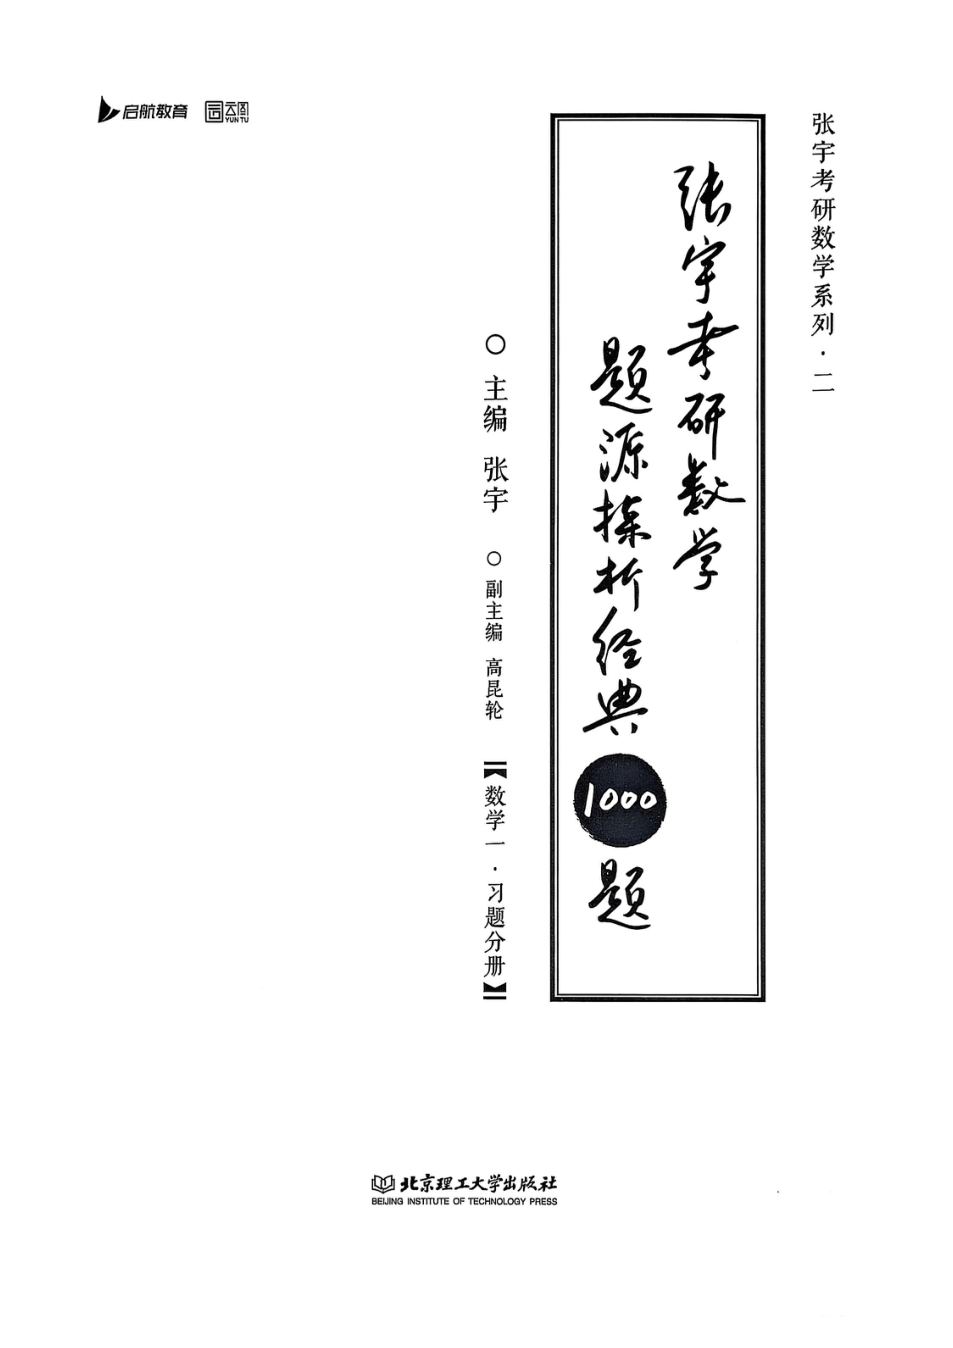 启航教育 云图
YUNTU
张宇考研数学系列·二
张宇考研数学
题源探析经典
1000
题
主编 张宇
副主编 高昆轮
【数学一·习题分册】
北京理工大学出版社
BEIJING INSTITUTE OF TECHNOLOGY PRESS